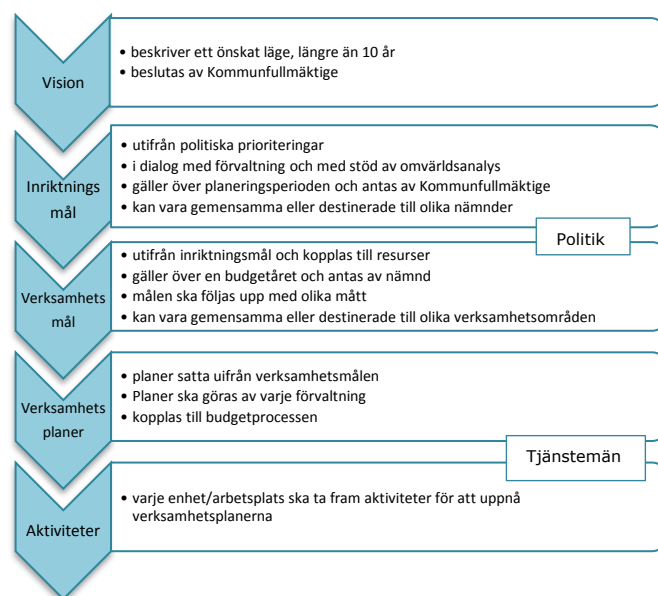 Vision
• beskriver ett önskat läge, längre än 10 år
• beslutas av Kommunfullmäktige
Inriktnings
mål
• utifrån politiska prioriteringar
• i dialog med förvaltning och med stöd av omvärldsanalys
• gäller över planeringsperioden och antas av Kommunfullmäktige
• kan vara gemensamma eller destinerade till olika nämnder
Politik
Verksamhets
mål
• utifrån inriktningsmål och kopplas till resurser
• gäller över en budgetåret och antas av nämnd
• målen ska följas upp med olika mått
• kan vara gemensamma eller destinerade till olika verksamhetsområden
Verksamhets
planer
• planer satta uifrån verksamhetsmålen
• Planer ska göras av varje förvaltning
• kopplas till budgetprocessen
Tjänstemän
Aktiviteter
• varje enhet/arbetsplats ska ta fram aktiviteter för att uppnå
verksamhetsplanerna